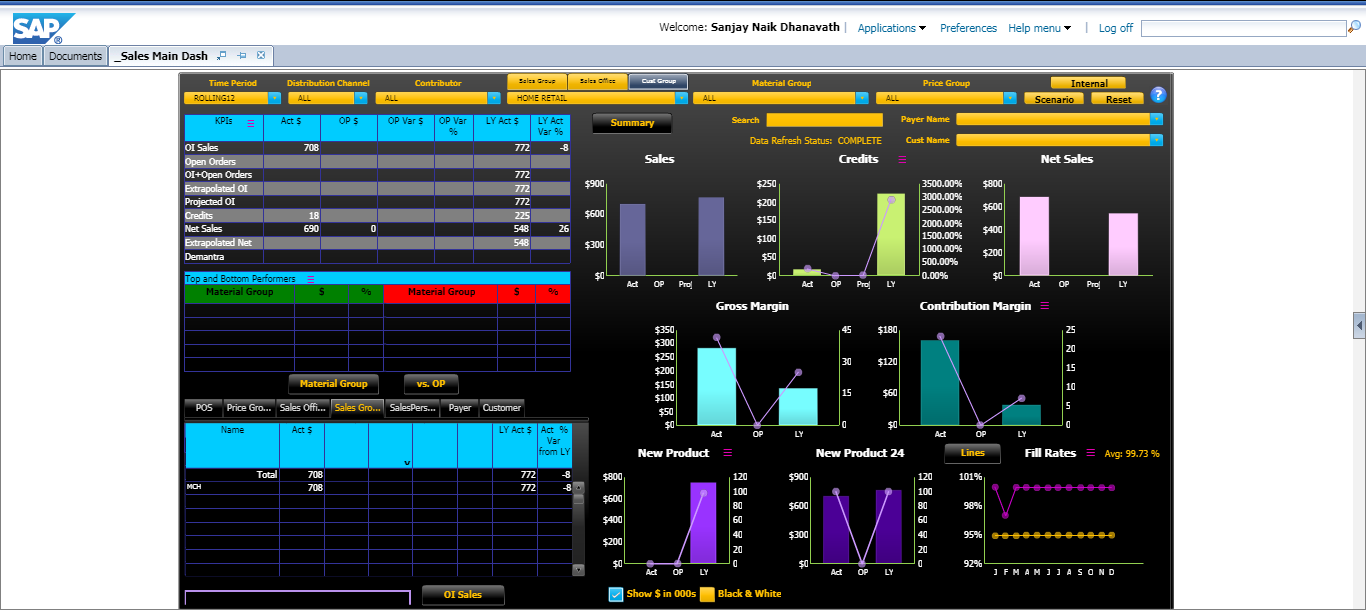 SAP ®
Welcome: Sanjay Naik Dhanavath | Applications Preferences Help menu | Log off
Home Documents _Sales Main Dash
Time Period Distribution Channel Contributor Sales Group Sales Office Cust Group Material Group Price Group Internal
ROLLING12 ALL ALL HOME RETAIL ALL ALL Scenario Reset ?
KPIs Act $ OP $ OP Var $ OP Var % LY Act $ LY Act Var %
OI Sales 708 772 -8
Open Orders
OI+Open Orders 772
Extrapolated OI 772
Projected OI 772
Credits 18 225
Net Sales 690 0 548 26
Extrapolated Net 548
Demantra
Summary Search Payer Name
Data Refresh Status: COMPLETE Cust Name
Sales
$900
$600
$300
$0
Act OP Proj LY
Credits
$250 3500.00%
$200 3000.00%
2500.00%
$150 2000.00%
$100 1500.00%
1000.00%
$50 500.00%
$0 0.00%
Act OP Proj LY
Net Sales
$800
$600
$400
$200
$0
Act OP Proj LY
Top and Bottom Performers
Material Group $ % Material Group $ %
Gross Margin
$350 45
$300
$250 30
$200
$150 15
$100
$50
$0 0
Act OP LY
Contribution Margin
$180 25
20
$120 15
$60 10
5
$0 0
Act OP LY
Material Group vs. OP
POS Price Gro... Sales Offi... Sales Gro... SalesPers... Payer Customer
Name Act $ v LY Act $ Act % Var from LY
Total 708 772 -8
MCH 708 772 -8
New Product
$800 120
$600 100
80
$400 60
$200 40
20
$0 0
Act OP LY
New Product 24
$900 120
100
$600 80
60
$300 40
20
$0 0
Act OP LY
Lines Fill Rates Avg: 99.73 %
101%
98%
95%
92%
J F M A M J J A S O N D
OI Sales Show $ in 000s Black & White